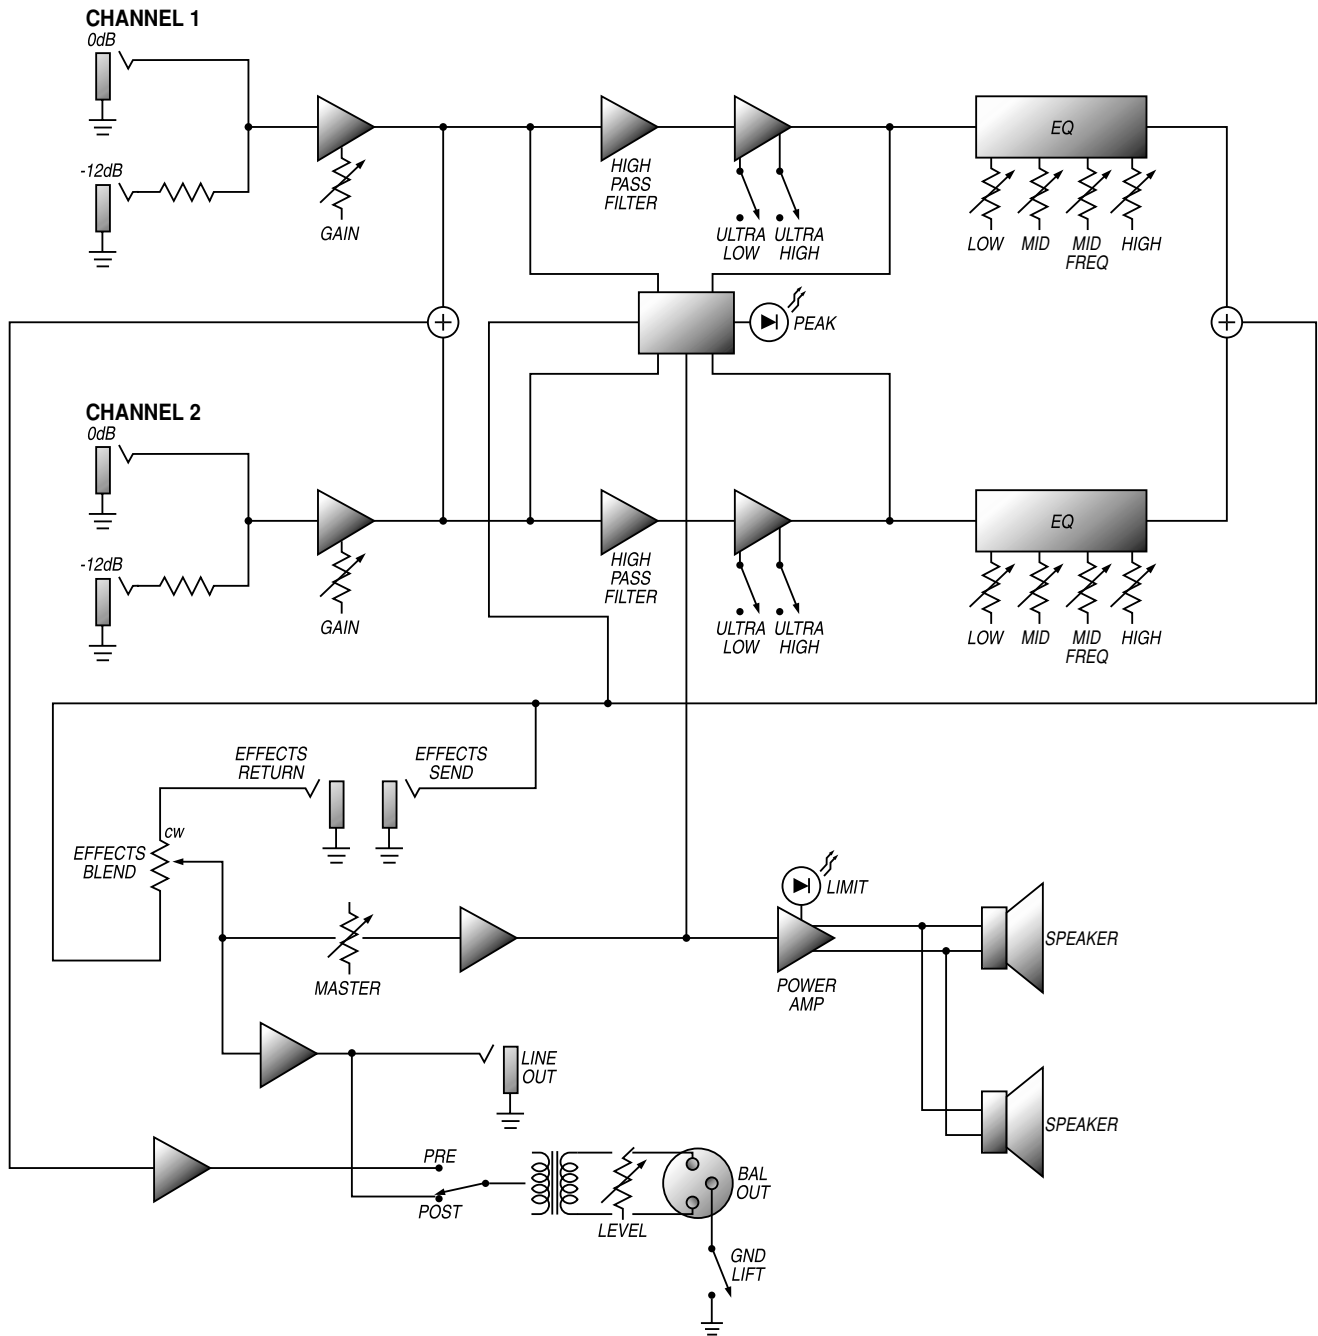 CHANNEL 1
0dB
-12dB
GAIN
HIGH
PASS
FILTER
ULTRA
LOW
ULTRA
HIGH
EQ
LOW
MID
MID
FREQ
HIGH
PEAK
CHANNEL 2
0dB
-12dB
GAIN
HIGH
PASS
FILTER
ULTRA
LOW
ULTRA
HIGH
EQ
LOW
MID
MID
FREQ
HIGH
EFFECTS
RETURN
EFFECTS
SEND
cw
EFFECTS
BLEND
MASTER
LIMIT
POWER
AMP
SPEAKER
LINE
OUT
SPEAKER
PRE
POST
LEVEL
BAL
OUT
GND
LIFT